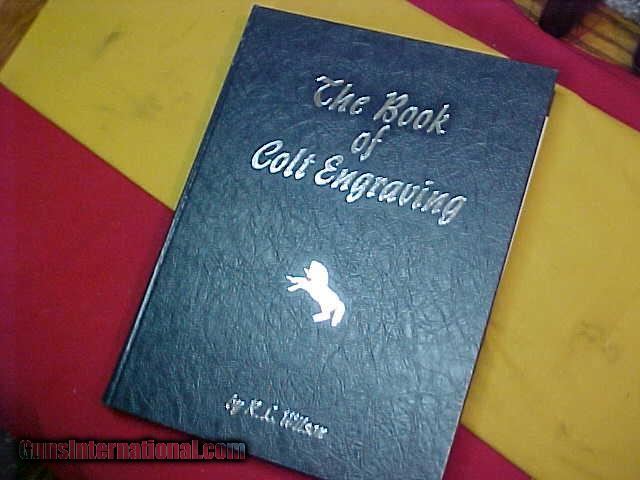 The Book
of
Colt Engraving
by R. L. Wilson
GunsInternational.com